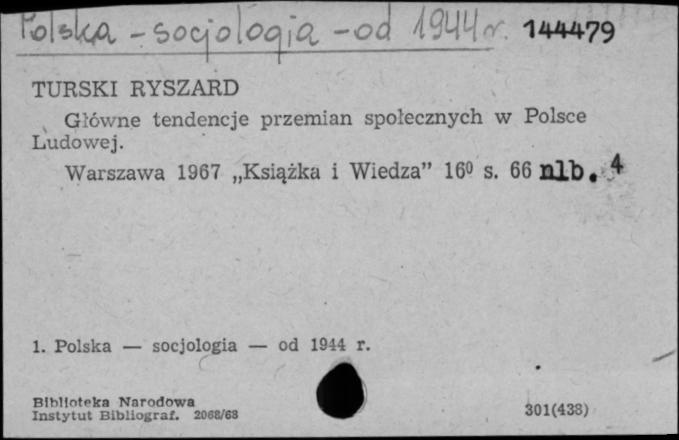 Polska - socjologia - od 1944 r. 144479
TURSKI RYSZARD
Główne tendencje przemian społecznych w Polsce
Ludowej.
Warszawa 1967 „Książka i Wiedza” 16⁰ s. 66 nlb. 4
1. Polska — socjologia — od 1944 r.
Biblioteka Narodowa
Instytut Bibliograf. 2068/68
301(438)